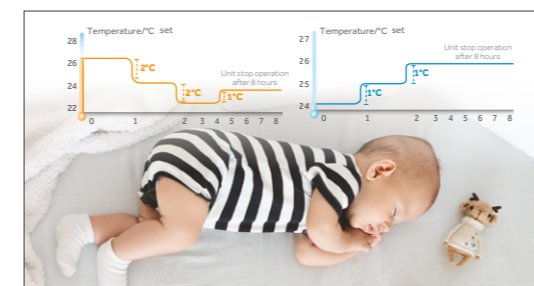 Temperature/°C set
28
26
24
22
2°C
2°C
1°C
Unit stop operation
after 8 hours
0 1 2 3 4 5 6 7 8
Temperature/°C set
27
26
25
24
1°C
1°C
Unit stop operation
after 8 hours
0 1 2 3 4 5 6 7 8